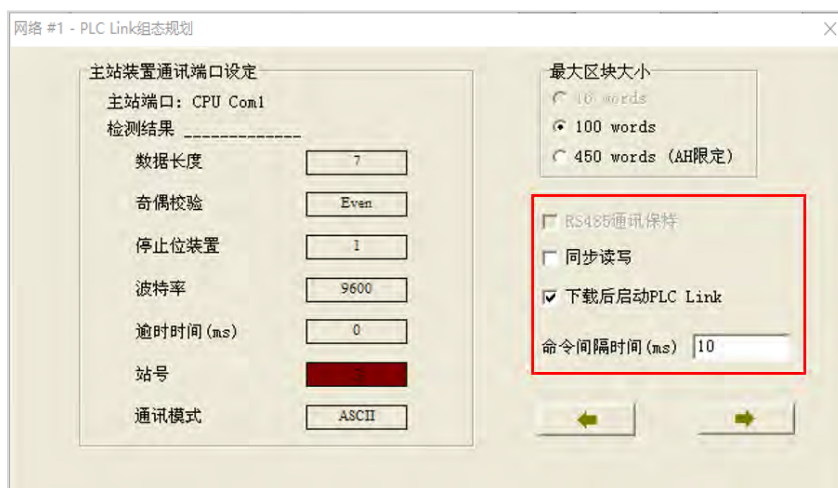 网络 #1 - PLC Link组态规划
主站装置通讯端口设定
主站端口: CPU Com1
检测结果 _____________
数据长度 7
奇偶校验 Even
停止位装置 1
波特率 9600
逾时时间(ms) 0
站号
通讯模式 ASCII
最大区块大小
16 words
100 words
450 words (AH限定)
RS485通讯保持
同步读写
下载后启动PLC Link
命令间隔时间(ms) 10